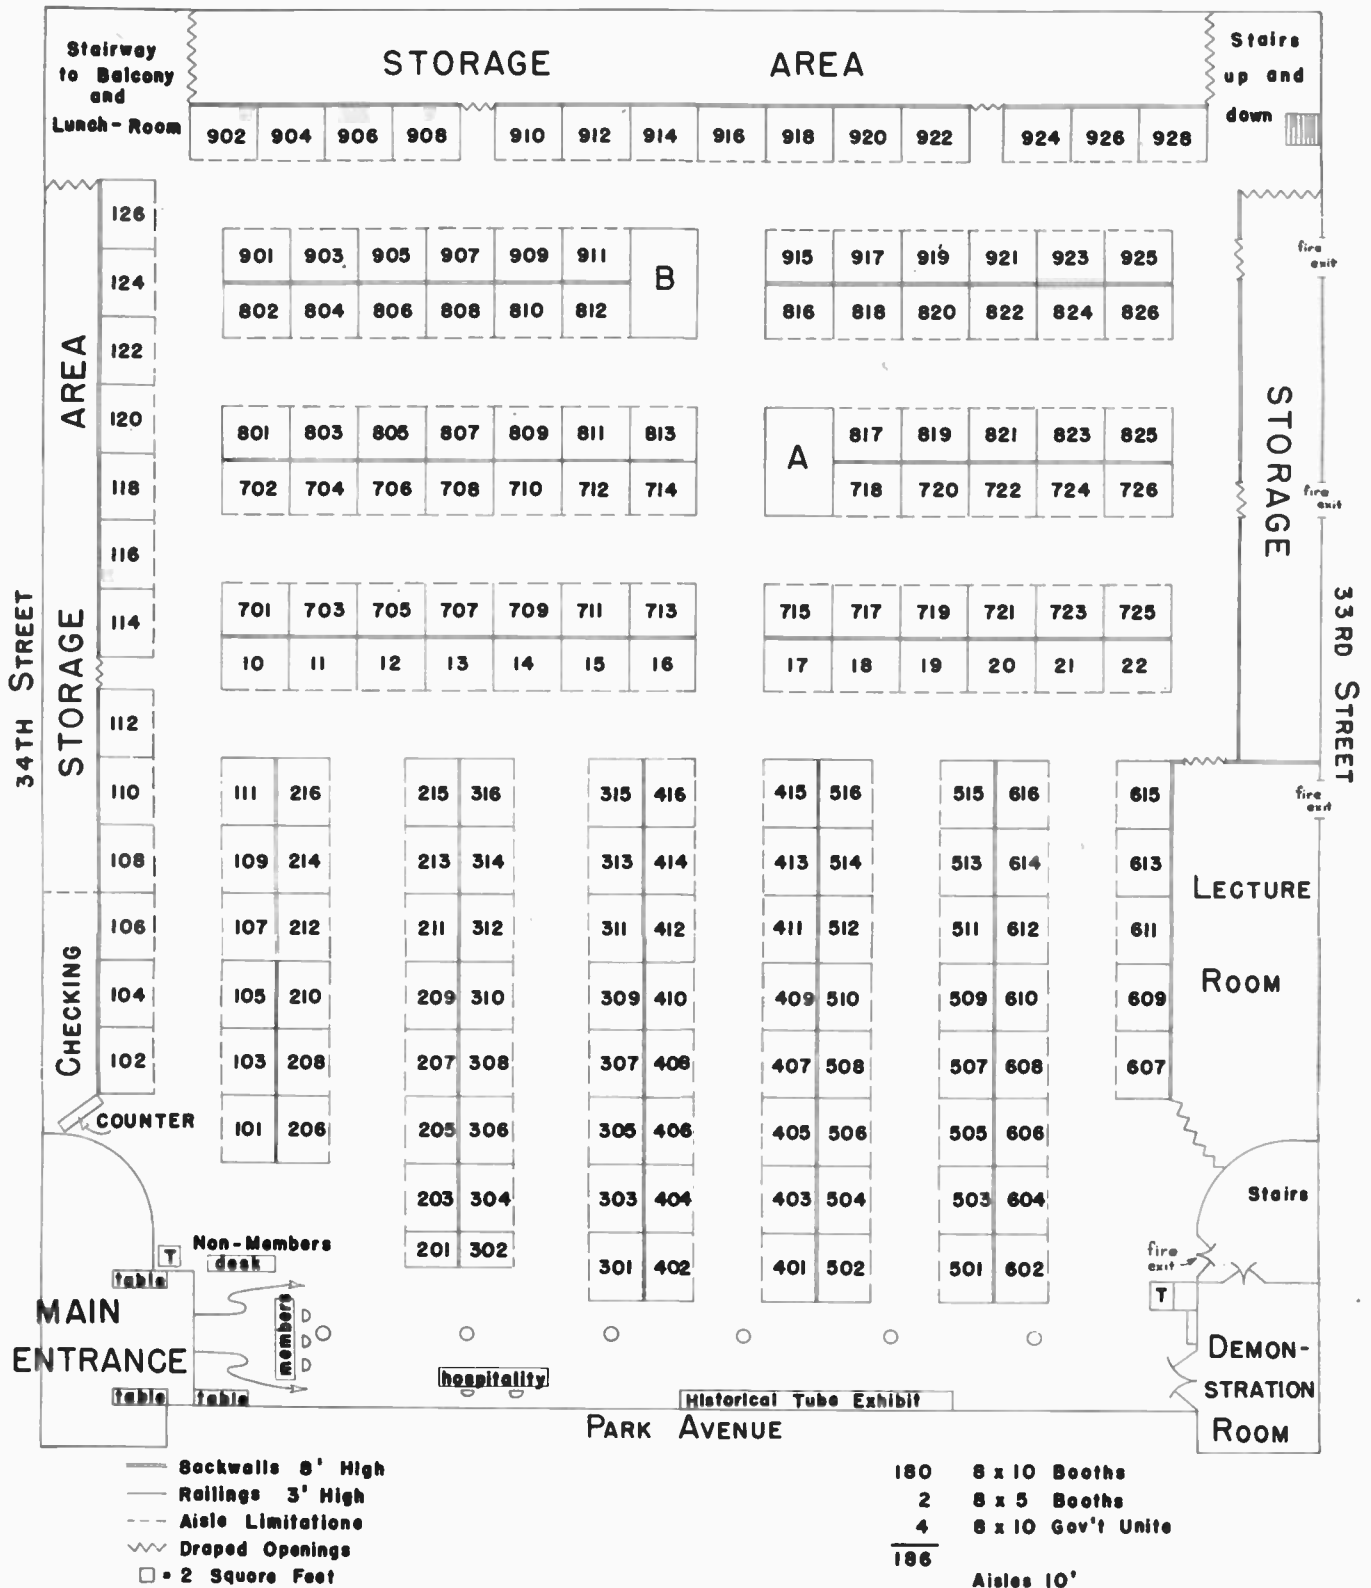 Stairway
to Balcony
and
Lunch-Room
STORAGE AREA
Stairs
up and
down
902 904 906 908 910 912 914 916 918 920 922 924 926 928
126
124
122
120
118
116
114
112
110
108
106
104
102
STORAGE AREA
34TH STREET
CHECKING
COUNTER
901 903 905 907 909 911 B 915 917 919 921 923 925
802 804 806 808 810 812 816 818 820 822 824 826
801 803 805 807 809 811 813 A 817 819 821 823 825
702 704 706 708 710 712 714 718 720 722 724 726
701 703 705 707 709 711 713 715 717 719 721 723 725
10 11 12 13 14 15 16 17 18 19 20 21 22
fire
exit
fire
exit
STORAGE
33RD STREET
fire
exit
111 216 215 316 315 416 415 516 515 616 615
109 214 213 314 313 414 413 514 513 614 613
107 212 211 312 311 412 411 512 511 612 611
105 210 209 310 309 410 409 510 509 610 609
103 208 207 308 307 408 407 508 507 608 607
101 206 205 306 305 406 405 506 505 606
203 304 303 404 403 504 503 604
201 302 301 402 401 502 501 602
LECTURE
ROOM
Stairs
fire
exit
T
Non-Members
desk
T
table
MAIN
ENTRANCE
table
table
members
hospitality
Historical Tube Exhibit
DEMON-
STRATION
ROOM
PARK AVENUE
Backwalls 8' High
Railings 3' High
Aisle Limitatione
Draped Openings
= 2 Square Feet
180 8 x 10 Booths
2 8 x 5 Booths
4 8 x 10 Gov't Unite
186
Aisles 10'